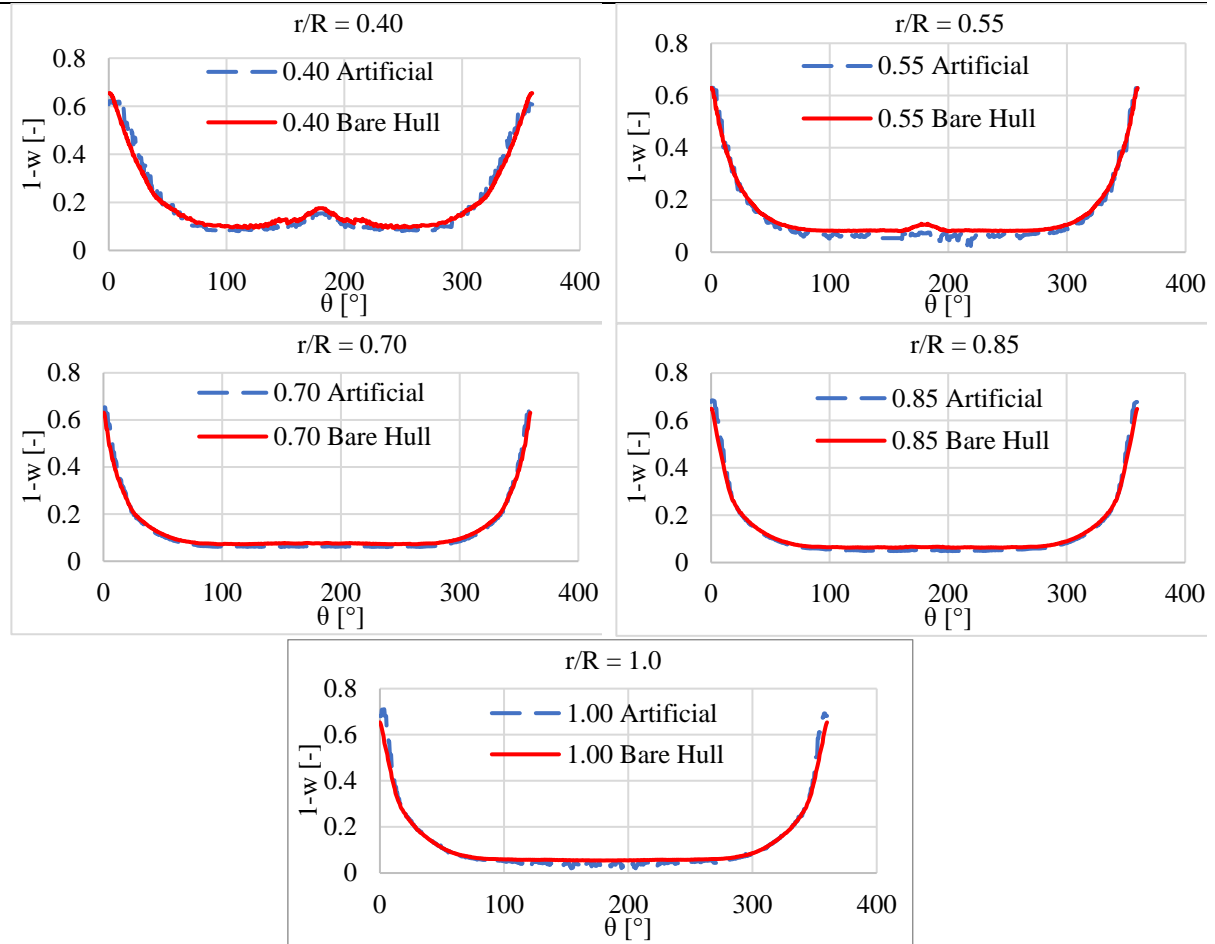 r/R = 0.40
0.8
0.6
0.4
0.2
0
0 100 200 300 400
1-w [-]
θ [°]
0.40 Artificial
0.40 Bare Hull
r/R = 0.55
0.8
0.6
0.4
0.2
0
0 100 200 300 400
1-w [-]
θ [°]
0.55 Artificial
0.55 Bare Hull
r/R = 0.70
0.8
0.6
0.4
0.2
0
0 100 200 300 400
1-w [-]
θ [°]
0.70 Artificial
0.70 Bare Hull
r/R = 0.85
0.8
0.6
0.4
0.2
0
0 100 200 300 400
1-w [-]
θ [°]
0.85 Artificial
0.85 Bare Hull
r/R = 1.0
0.8
0.6
0.4
0.2
0
0 100 200 300 400
1-w [-]
θ [°]
1.00 Artificial
1.00 Bare Hull